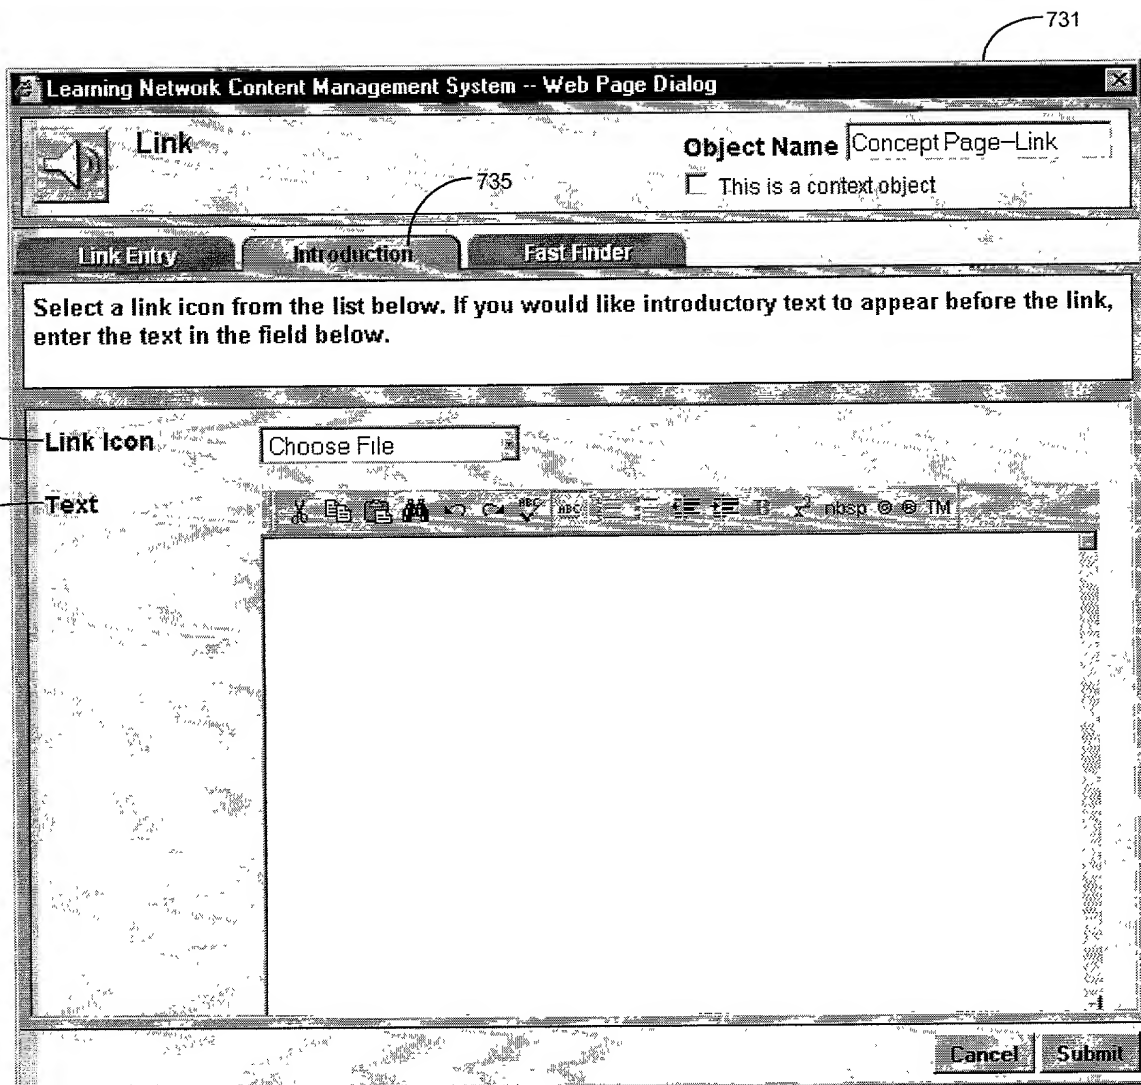 731
Learning Network Content Management System -- Web Page Dialog
Link
Object Name Concept Page–Link
735
This is a context object
Link Entry Introduction Fast Finder
Select a link icon from the list below. If you would like introductory text to appear before the link,
enter the text in the field below.
Link Icon Choose File
Text
ABC ABC B x² nbsp © ® TM
Cancel Submit